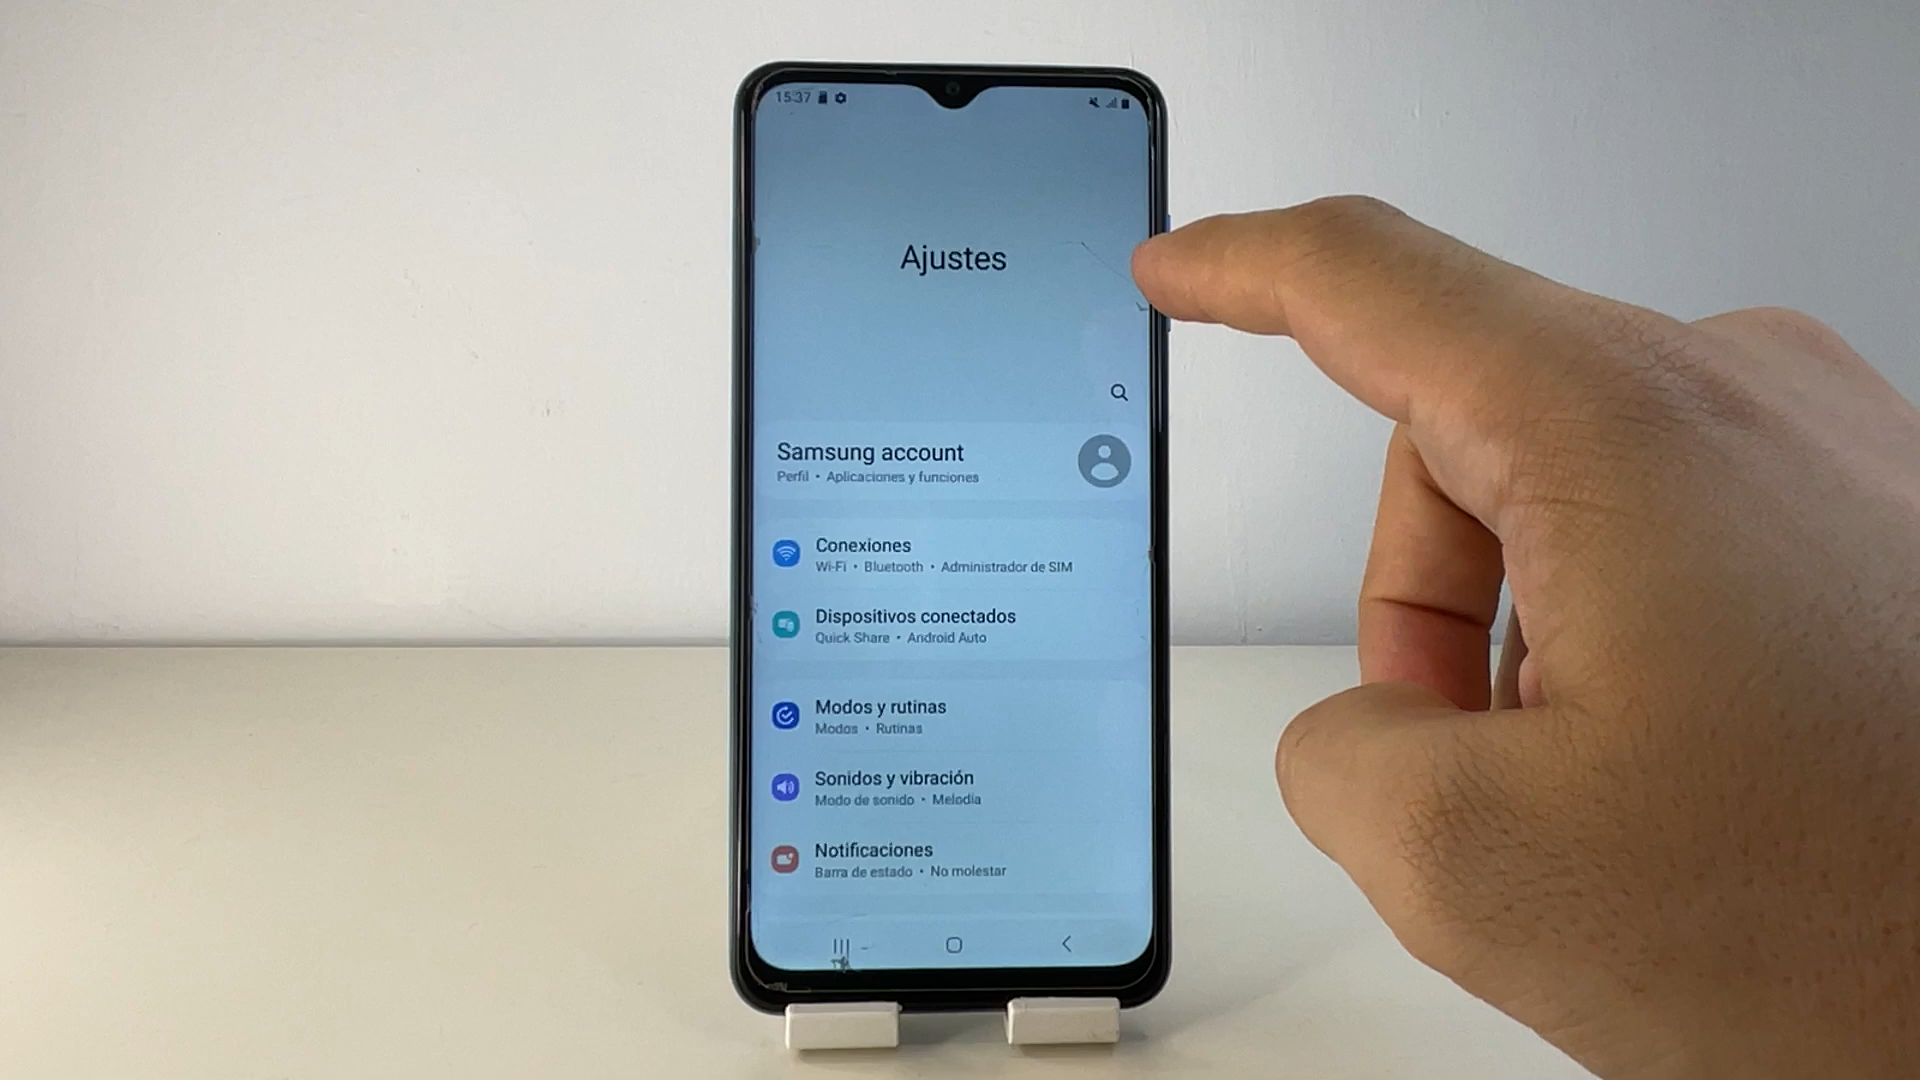 15:37
Ajustes
Samsung account
Perfil • Aplicaciones y funciones
Conexiones
Wi-Fi • Bluetooth • Administrador de SIM
Dispositivos conectados
Quick Share • Android Auto
Modos y rutinas
Modos • Rutinas
Sonidos y vibración
Modo de sonido • Melodía
Notificaciones
Barra de estado • No molestar